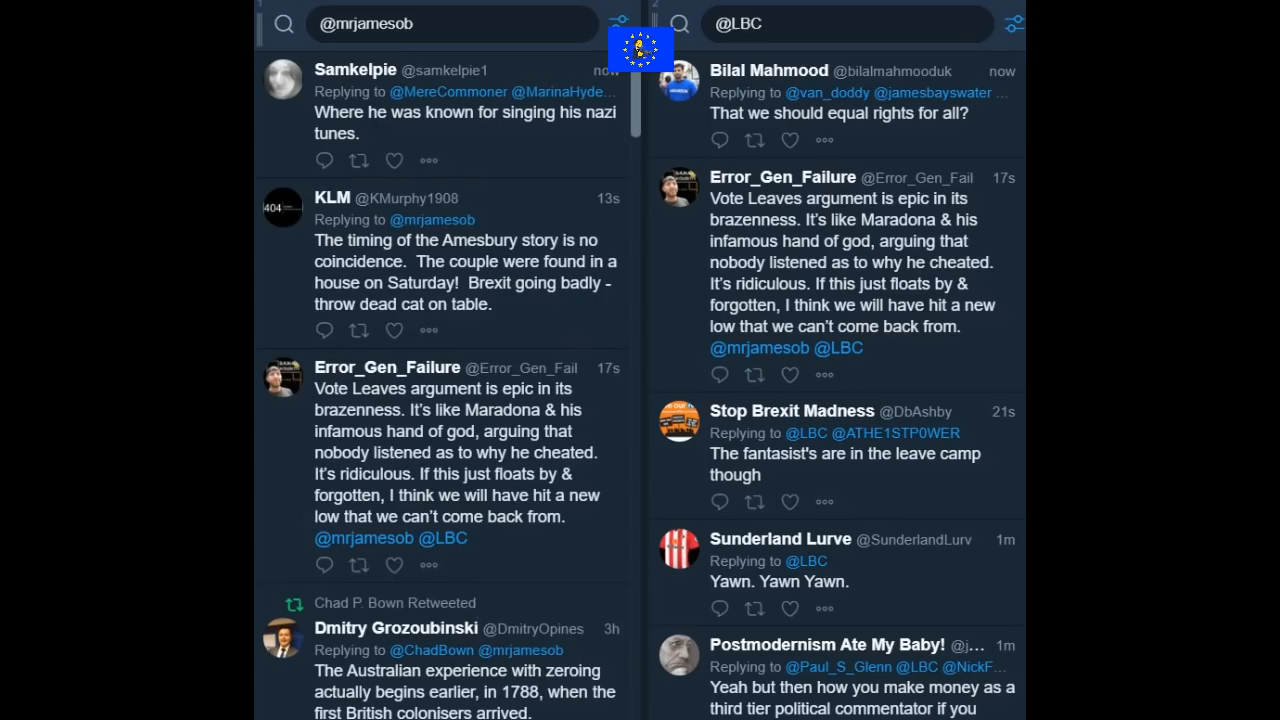 1
@mrjamesob
Samkelpie @samkelpie1 now
Replying to @MereCommoner @MarinaHyde...
Where he was known for singing his nazi
tunes.
KLM @KMurphy1908 13s
404
Replying to @mrjamesob
The timing of the Amesbury story is no
coincidence. The couple were found in a
house on Saturday! Brexit going badly -
throw dead cat on table.
Error_Gen_Failure @Error_Gen_Fail 17s
Vote Leaves argument is epic in its
brazenness. It's like Maradona & his
infamous hand of god, arguing that
nobody listened as to why he cheated.
It's ridiculous. If this just floats by &
forgotten, I think we will have hit a new
low that we can't come back from.
@mrjamesob @LBC
Chad P. Bown Retweeted
Dmitry Grozoubinski @DmitryOpines 3h
Replying to @ChadBown @mrjamesob
The Australian experience with zeroing
actually begins earlier, in 1788, when the
first British colonisers arrived.
2
@LBC
Bilal Mahmood @bilalmahmooduk now
Replying to @van_doddy @jamesbayswater ...
That we should equal rights for all?
Error_Gen_Failure @Error_Gen_Fail 17s
Vote Leaves argument is epic in its
brazenness. It's like Maradona & his
infamous hand of god, arguing that
nobody listened as to why he cheated.
It's ridiculous. If this just floats by &
forgotten, I think we will have hit a new
low that we can't come back from.
@mrjamesob @LBC
Stop Brexit Madness @DbAshby 21s
Replying to @LBC @ATHE1STP0WER
The fantasist's are in the leave camp
though
Sunderland Lurve @SunderlandLurv 1m
Replying to @LBC
Yawn. Yawn Yawn.
Postmodernism Ate My Baby! @j... 1m
Replying to @Paul_S_Glenn @LBC @NickF...
Yeah but then how you make money as a
third tier political commentator if you